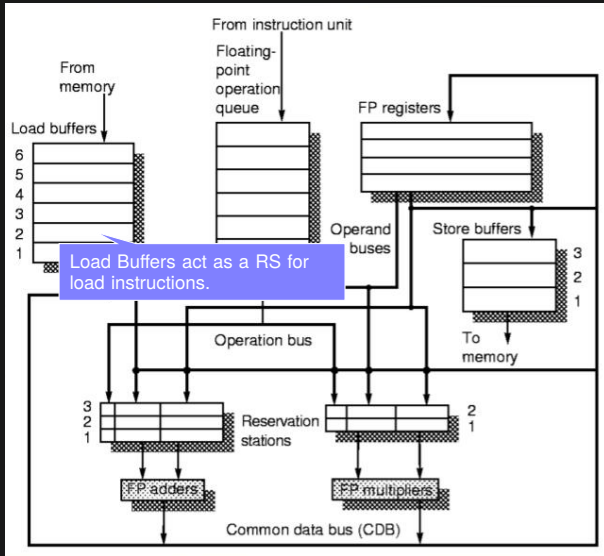 From instruction unit
From
memory
Floating-
point
operation
queue
FP registers
Load buffers
6
5
4
3
2
1
Operand
buses
Store buffers
3
2
1
Load Buffers act as a RS for
load instructions.
Operation bus
To
memory
3
2
1
Reservation
stations
2
1
FP adders
FP multipliers
Common data bus (CDB)